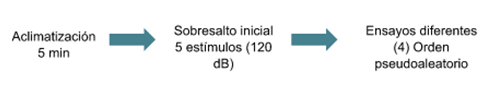 Aclimatización
5 min
Sobresalto inicial
5 estímulos (120
dB)
Ensayos diferentes
(4) Orden
pseudoaleatorio